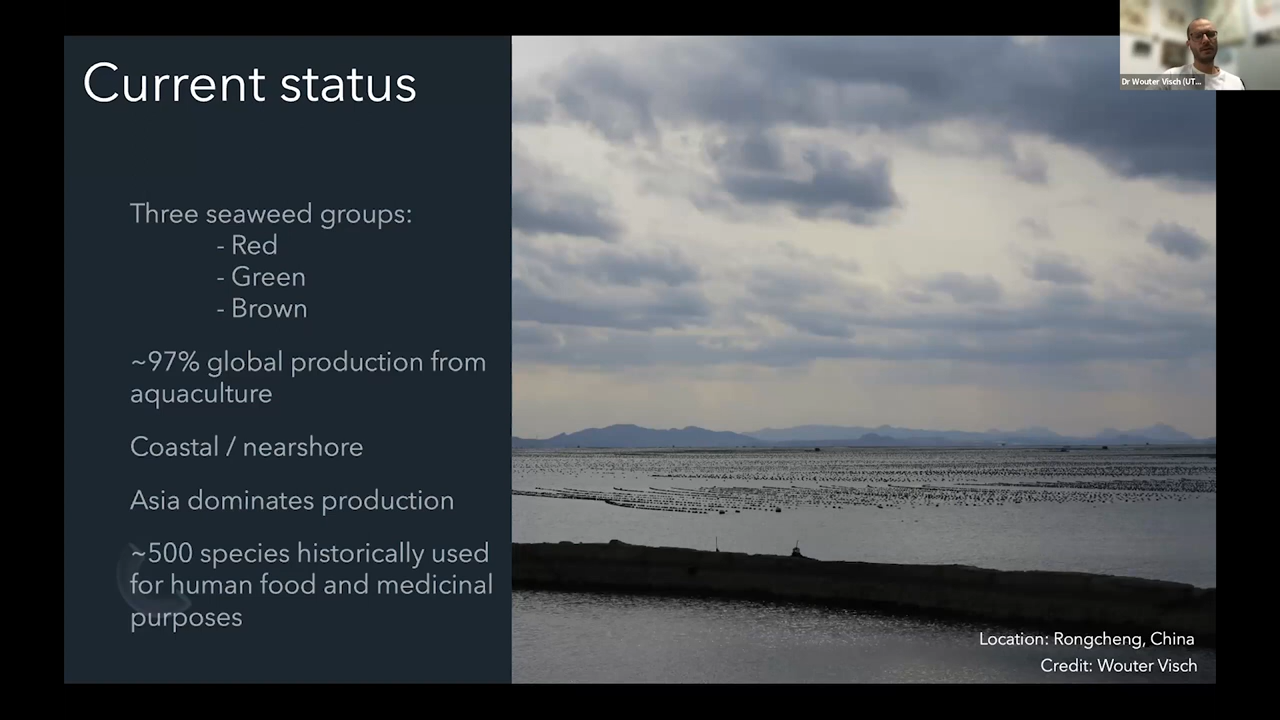 Current status
Three seaweed groups:
- Red
- Green
- Brown
~97% global production from
aquaculture
Coastal / nearshore
Asia dominates production
~500 species historically used
for human food and medicinal
purposes
Location: Rongcheng, China
Credit: Wouter Visch
Dr Wouter Visch (UT...